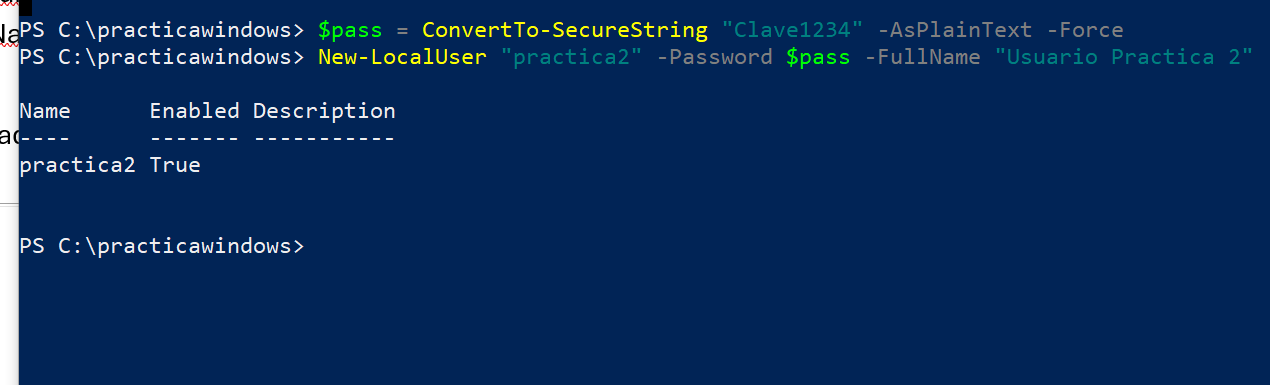 PS C:\practicawindows> $pass = ConvertTo-SecureString "Clave1234" -AsPlainText -Force
PS C:\practicawindows> New-LocalUser "practica2" -Password $pass -FullName "Usuario Practica 2"
Name      Enabled Description
----      ------- -----------
practica2 True
PS C:\practicawindows>